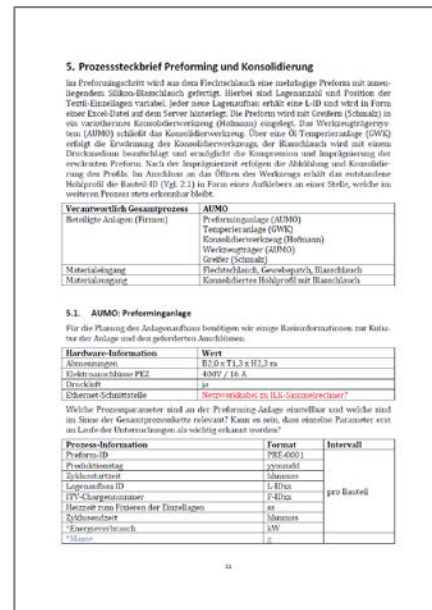 5. Prozesssteckbrief Preforming und Konsolidierung
Im Preformingschritt wird aus dem Flechtschlauch eine mehrlagige Preform mit innen-
liegendem Silikon-Blasschlauch gefertigt. Hierbei sind Lagenanzahl und Position der
Textil-Einzellagen variabel. Jeder neue Lagenaufbau erhält eine L-ID und wird in Form
einer Excel-Datei auf dem Server hinterlegt. Die Preform wird mit Greifern (Schmalz) in
ein variothermes Konsolidierwerkzeug (Hofmann) eingelegt. Das Werkzeugträgersys-
tem (AUMO) schließt das Konsolidierwerkzeug. Über eine Öl-Temperieranlage (GWK)
erfolgt die Erwärmung des Konsolidierwerkzeugs, der Blasschlauch wird mit einem
Druckmedium beaufschlagt und ermöglicht die Kompression und Imprägnierung der
erwärmten Preform. Nach der Imprägnierzeit erfolgen die Abkühlung und Konsolidie-
rung des Profils. Im Anschluss an das Öffnen des Werkzeugs erhält das entstandene
Hohlprofil die Bauteil-ID (Vgl. 2.1) in Form eines Aufklebers an einer Stelle, welche im
weiteren Prozess stets erkennbar bleibt.
Verantwortlich Gesamtprozess AUMO
Beteiligte Anlagen (Firmen) Preforminganlage (AUMO)
Temperieranlage (GWK)
Konsolidierwerkzeug (Hofmann)
Werkzeugträger (AUMO)
Greifer (Schmalz)
Materialeingang Flechtschlauch, Gewebepatch, Blasschlauch
Materialausgang Konsolidiertes Hohlprofil mit Blasschlauch
5.1. AUMO: Preforminganlage
Für die Planung des Anlagenaufbaus benötigen wir einige Basisinformationen zur Kuba-
tur der Anlage und den geforderten Anschlüssen.
Hardware-Information Wert
Abmessungen B2,0 x T1,3 x H2,3 m
Elektroanschlüsse PEZ 400V / 16 A
Druckluft ja
Ethernet-Schnittstelle Netzwerkkabel zu ILK-Sammelrechner?
Welche Prozessparameter sind an der Preforming-Anlage einstellbar und welche sind
im Sinne der Gesamtprozesskette relevant? Kann es sein, dass einzelne Parameter erst
im Laufe der Untersuchungen als wichtig erkannt werden?
Prozess-Information Format Intervall
Preform-ID PRE-0001
Produktionstag yymmdd
Zyklusstartzeit hhmmss
Lagenaufbau ID L-IDxx
ITV-Chargennummer F-IDxx pro Bauteil
Heizzeit zum Fixieren der Einzellagen ss
Zyklusendzeit hhmmss
*Energieverbrauch kW
*Masse g